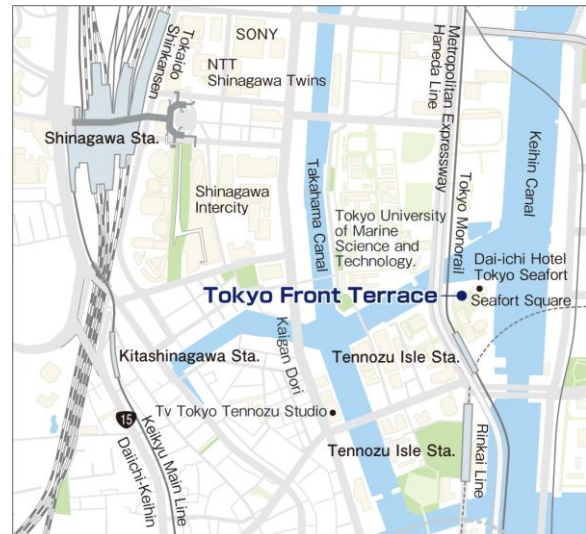 SONY
Tokaido
Shinkansen
NTT
Shinagawa Twins
Metropolitan Expressway
Haneda Line
Keihin Canal
Shinagawa Sta.
Takahama Canal
Shinagawa
Intercity
Tokyo University
of Marine
Science and
Technology.
Tokyo Monorail
Dai-ichi Hotel
Tokyo Seafort
Tokyo Front Terrace
Seafort Square
Kitashinagawa Sta.
Kaigan Dori
Tennozu Isle Sta.
Tv Tokyo Tennozu Studio
15
Keikyu Main Line
Daiichi-Keihin
Tennozu Isle Sta.
Rinkai Line